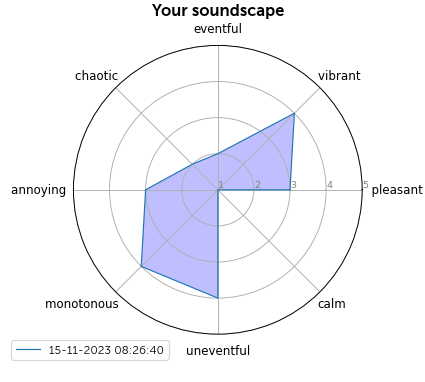 Your soundscape
eventful
chaotic
vibrant
annoying
1 2 3 4 5
pleasant
monotonous
calm
uneventful
15-11-2023 08:26:40